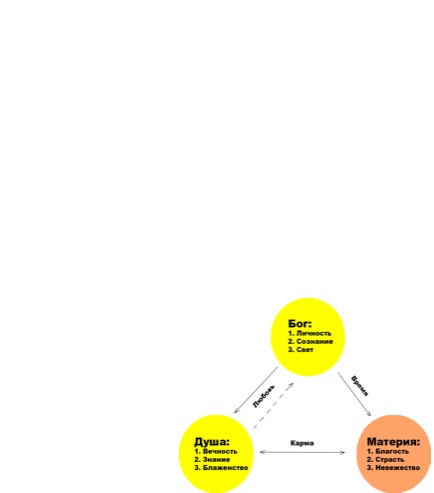 Бог:
1. Личность
2. Сознание
3. Свет
Любовь
Время
Душа:
1. Вечность
2. Знание
3. Блаженство
Карма
Материя:
1. Благость
2. Страсть
3. Невежество